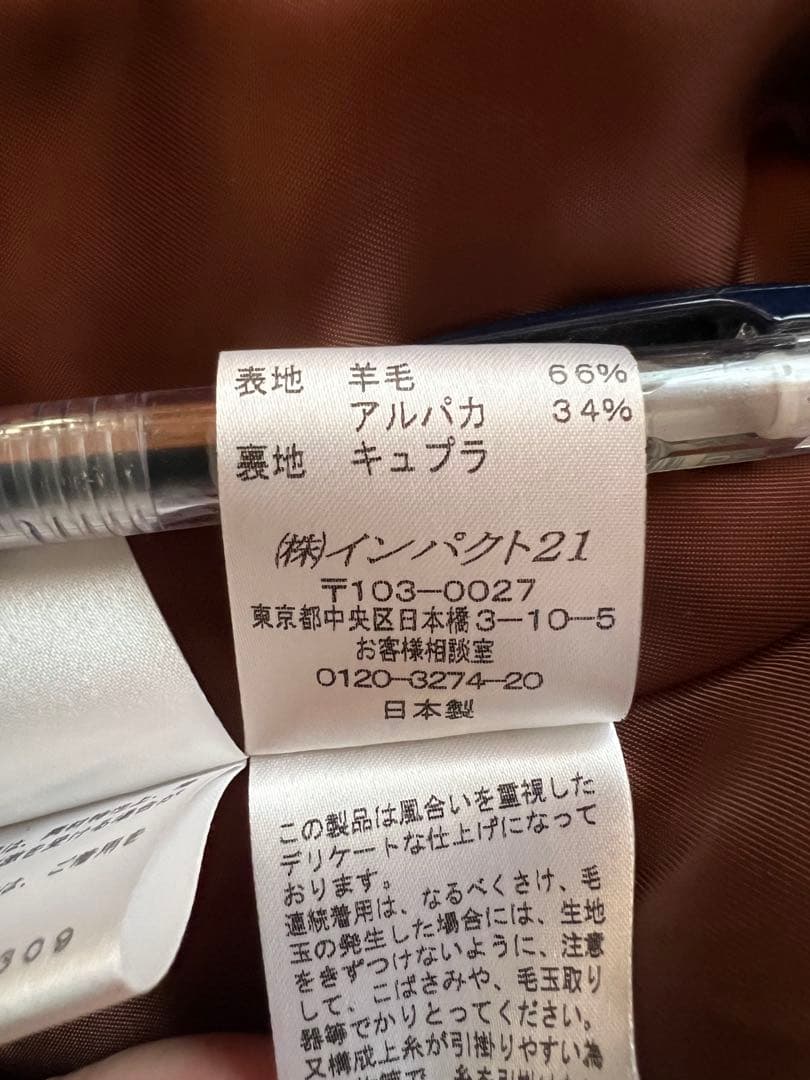 表地 羊毛 66%
アルパカ 34%
裏地 キュプラ
(株)インパクト21
〒103-0027
東京都中央区日本橋3-10-5
お客様相談室
0120-3274-20
日本製
この製品は風合いを重視した
デリケートな仕上げになって
おります。
連続着用は、なるべくさけ、毛
玉の発生した場合には、生地
をきずつけないように、注意
して、こばさみや、毛玉取り
器等でかりとってください。
又構成上糸が引掛りやすい為